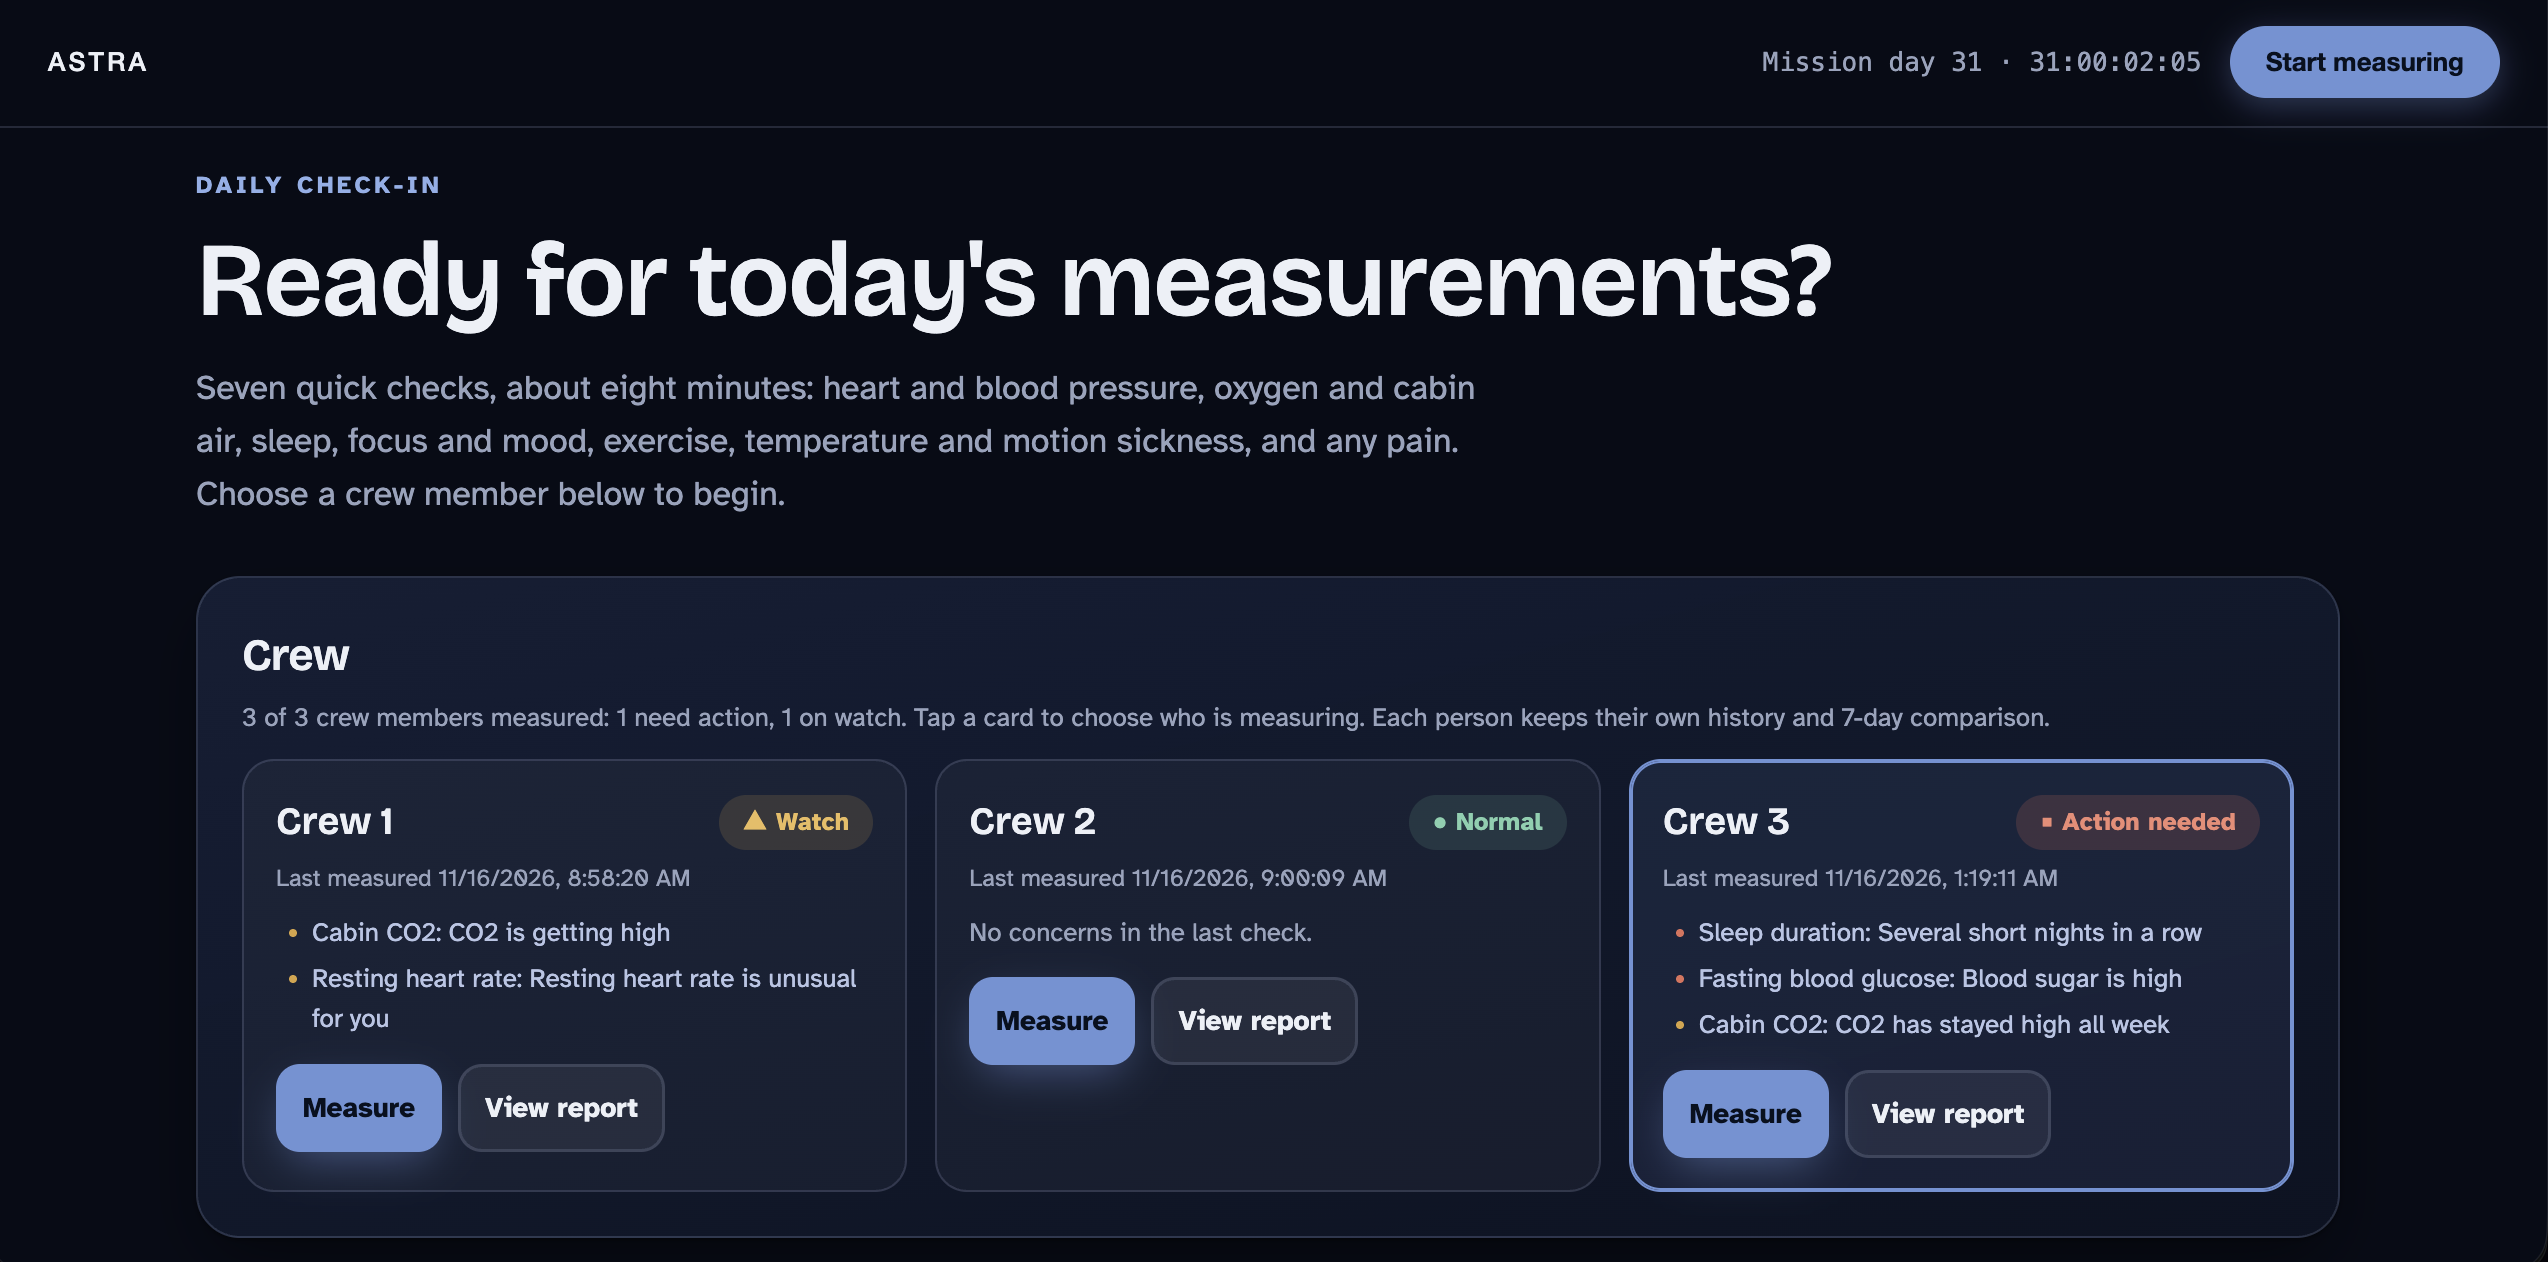 ASTRA
Mission day 31 · 31:00:02:05
Start measuring
DAILY CHECK-IN
Ready for today's measurements?
Seven quick checks, about eight minutes: heart and blood pressure, oxygen and cabin
air, sleep, focus and mood, exercise, temperature and motion sickness, and any pain.
Choose a crew member below to begin.
Crew
3 of 3 crew members measured: 1 need action, 1 on watch. Tap a card to choose who is measuring. Each person keeps their own history and 7-day comparison.
Crew 1
Watch
Last measured 11/16/2026, 8:58:20 AM
Cabin CO2: CO2 is getting high
Resting heart rate: Resting heart rate is unusual
for you
Measure
View report
Crew 2
Normal
Last measured 11/16/2026, 9:00:09 AM
No concerns in the last check.
Measure
View report
Crew 3
Action needed
Last measured 11/16/2026, 1:19:11 AM
Sleep duration: Several short nights in a row
Fasting blood glucose: Blood sugar is high
Cabin CO2: CO2 has stayed high all week
Measure
View report